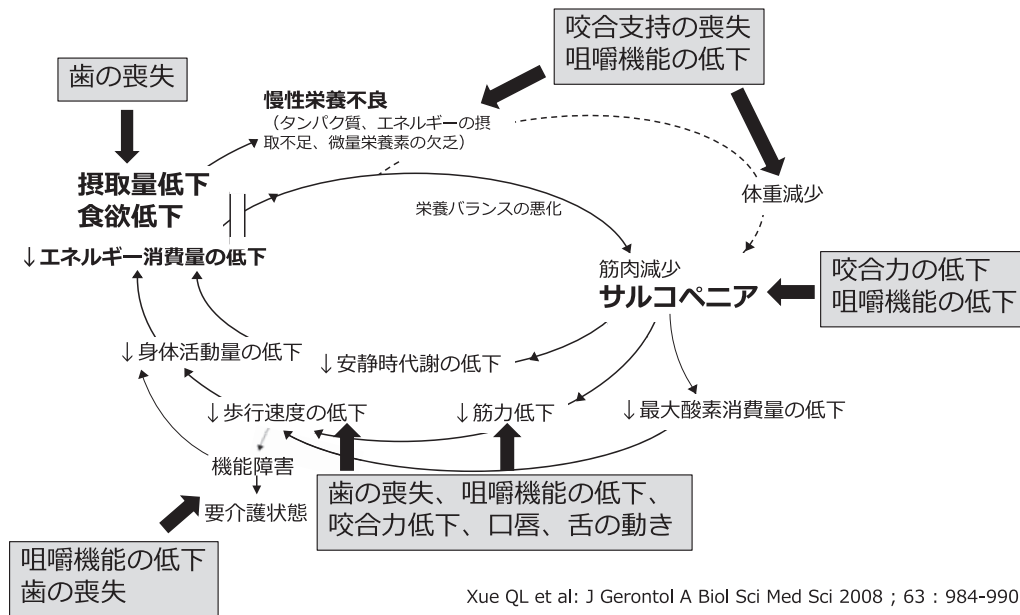 咬合支持の喪失
咀嚼機能の低下
歯の喪失
慢性栄養不良
（タンパク質、エネルギーの摂
取不足、微量栄養素の欠乏）
摂取量低下
食欲低下
↓エネルギー消費量の低下
体重減少
栄養バランスの悪化
筋肉減少
サルコペニア
咬合力の低下
咀嚼機能の低下
↓身体活動量の低下
↓安静時代謝の低下
↓歩行速度の低下
↓筋力低下
↓最大酸素消費量の低下
機能障害
要介護状態
歯の喪失、咀嚼機能の低下、
咬合力低下、口唇、舌の動き
咀嚼機能の低下
歯の喪失
Xue QL et al: J Gerontol A Biol Sci Med Sci 2008 ; 63 : 984-990